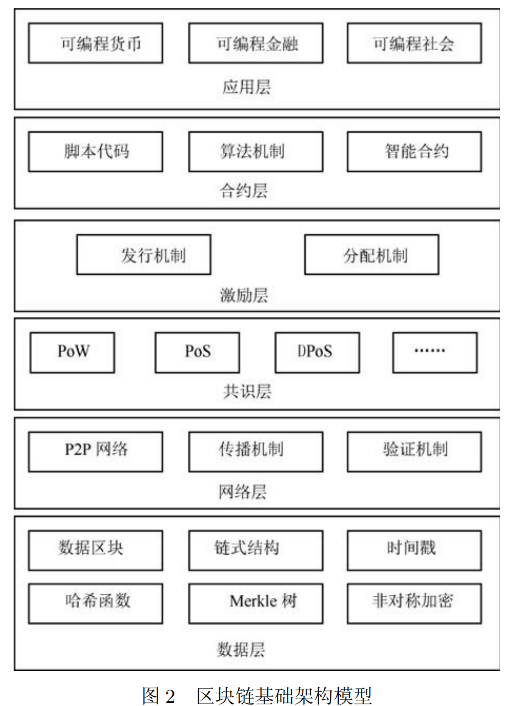 可编程货币 可编程金融 可编程社会
应用层
脚本代码 算法机制 智能合约
合约层
发行机制 分配机制
激励层
PoW PoS DPoS ……
共识层
P2P 网络 传播机制 验证机制
网络层
数据区块 链式结构 时间戳
哈希函数 Merkle 树 非对称加密
数据层
图 2 区块链基础架构模型